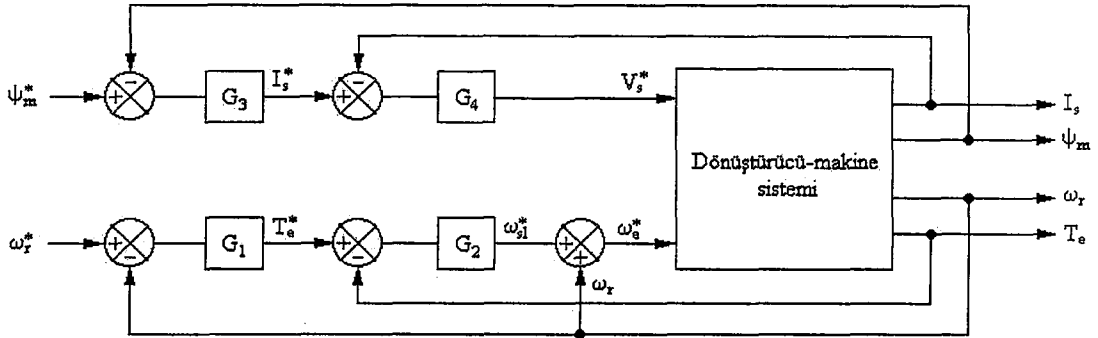 ψm* + − G3 Is* + − G4 Vs*
Dönüştürücü-makine
sistemi
Is
ψm
ωr
Te
ωr* + − G1 Te* + − G2 ωsl* + + ωe*
ωr